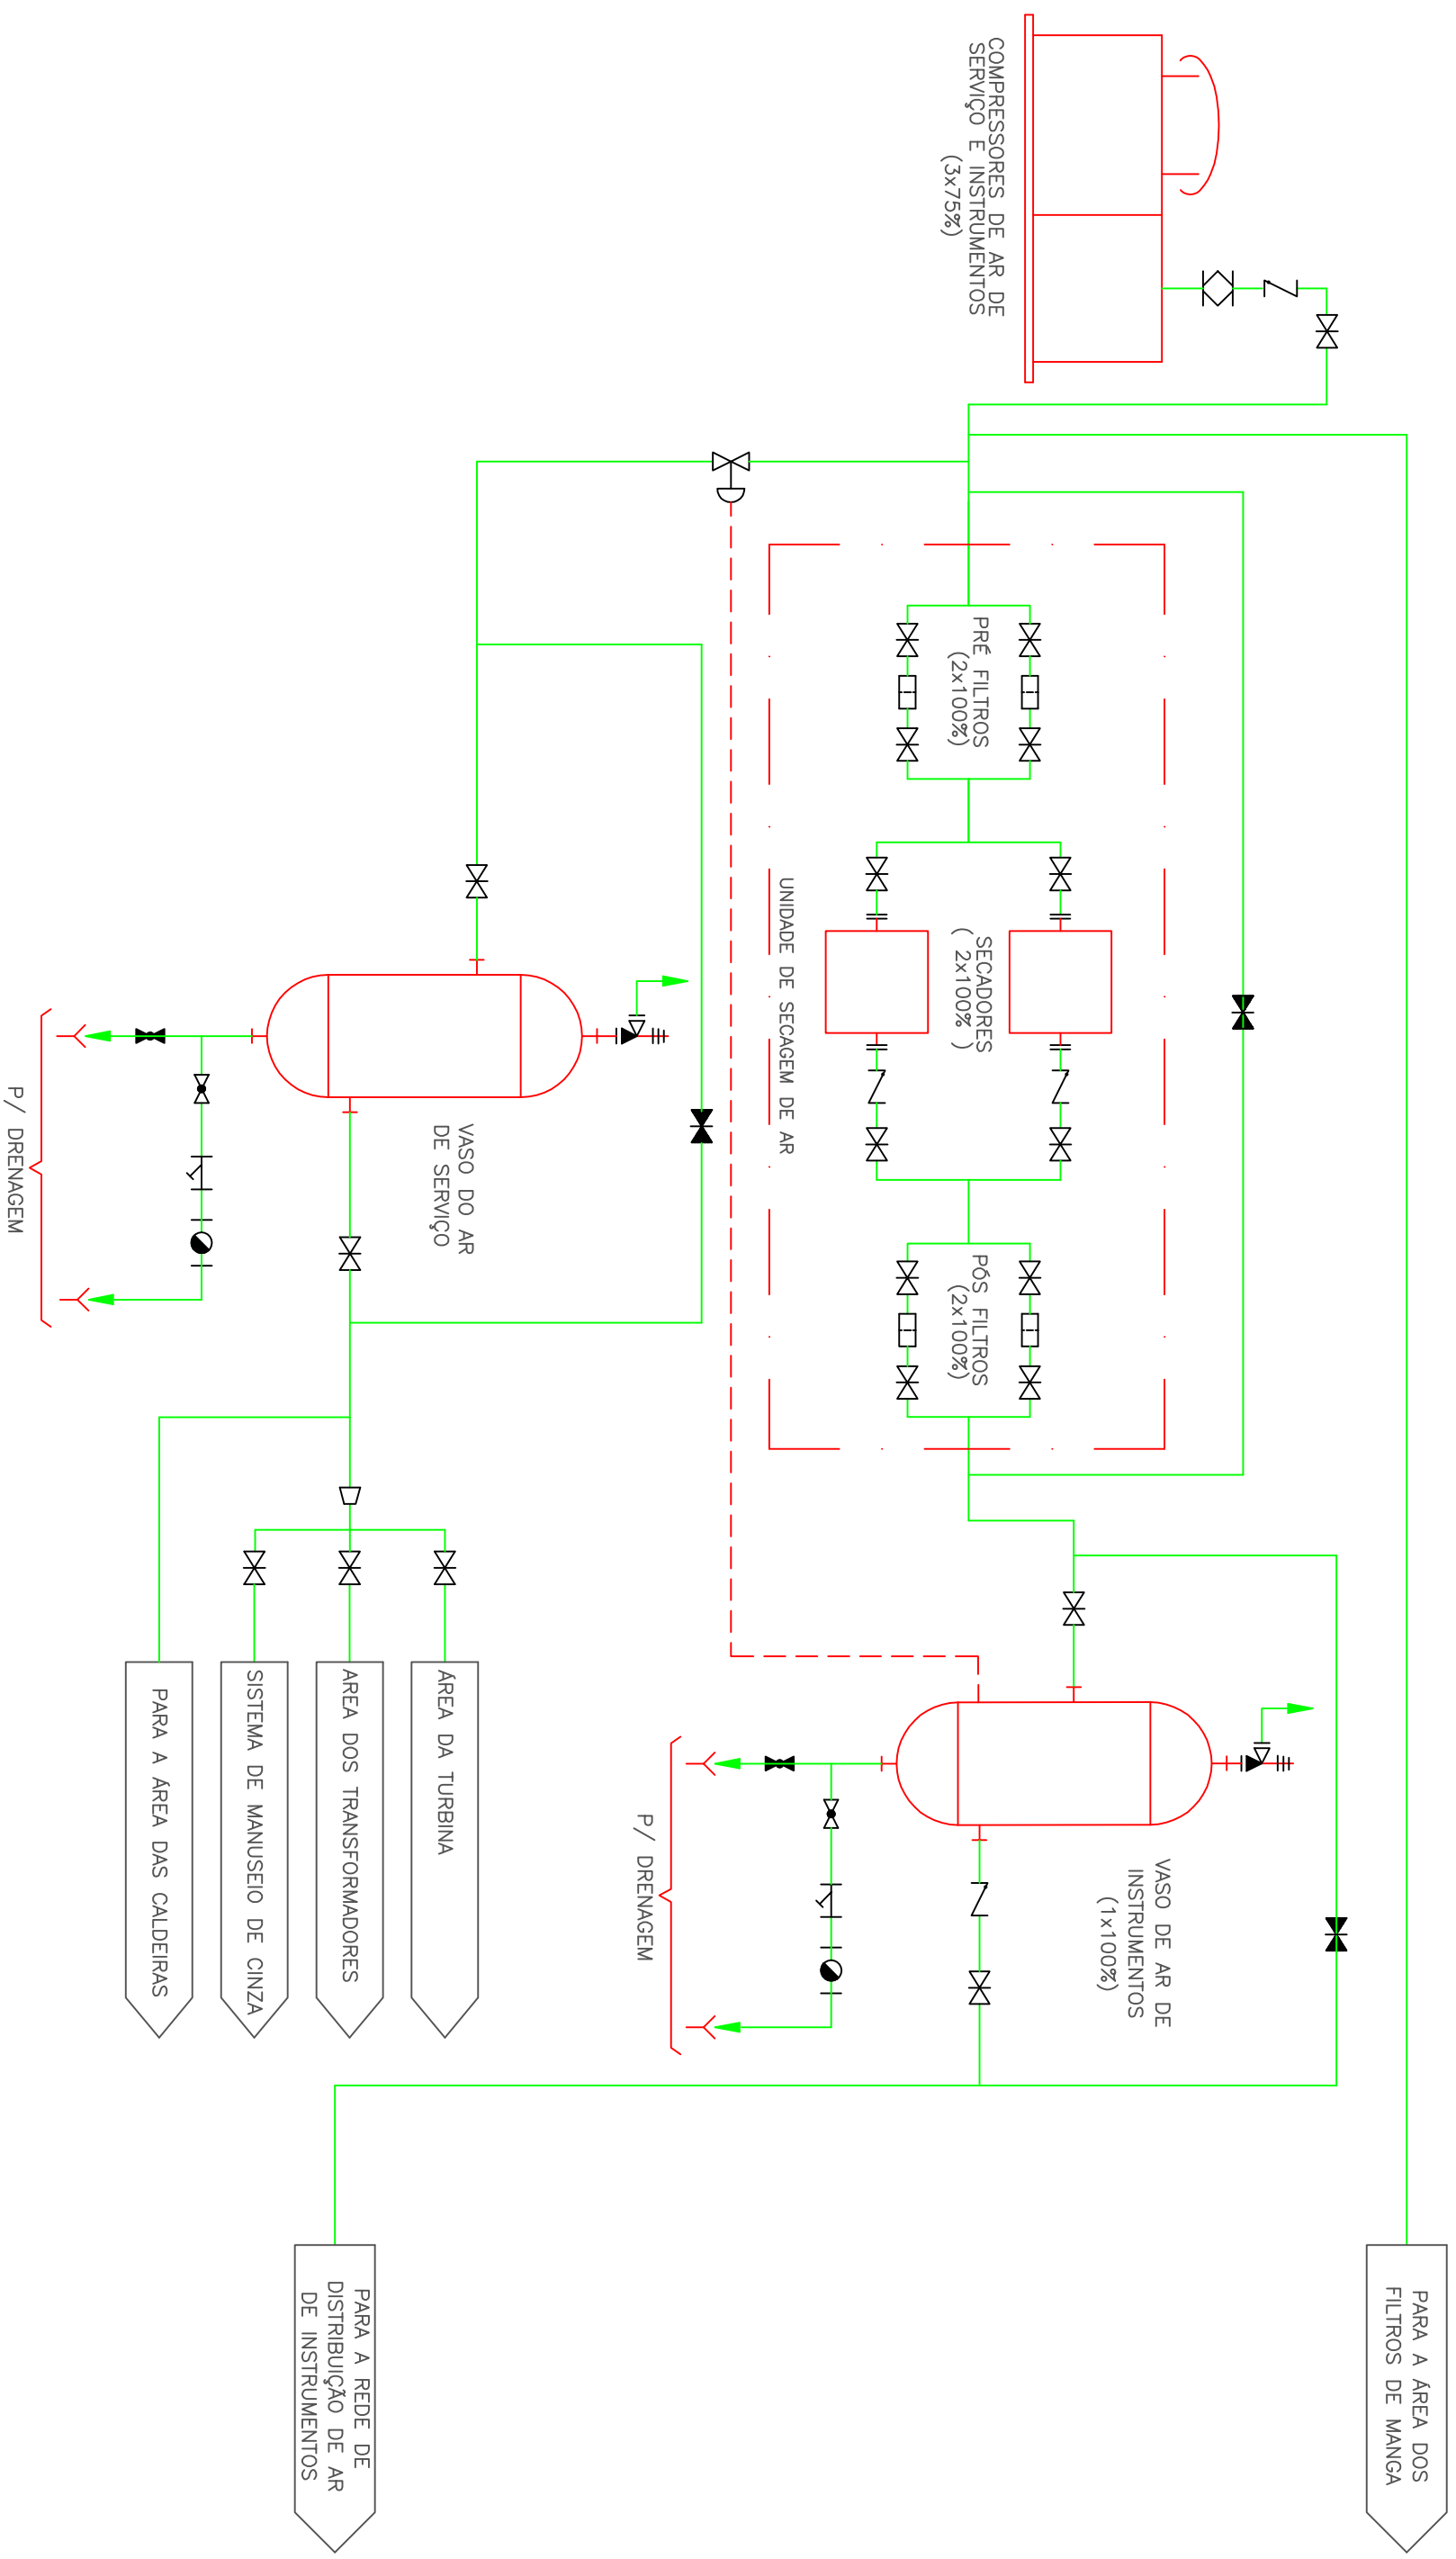 COMPRESSORES DE AR DE
SERVIÇO E INSTRUMENTOS
(3x75%)
PRÉ FILTROS
(2x100%)
SECADORES
( 2x100% )
PÓS FILTROS
(2x100%)
UNIDADE DE SECAGEM DE AR
VASO DO AR
DE SERVIÇO
P/ DRENAGEM
VASO DE AR DE
INSTRUMENTOS
(1x100%)
P/ DRENAGEM
ÁREA DA TURBINA
AREA DOS TRANSFORMADORES
SISTEMA DE MANUSEIO DE CINZA
PARA A ÁREA DAS CALDEIRAS
PARA A ÁREA DOS
FILTROS DE MANGA
PARA A REDE DE
DISTRIBUIÇÃO DE AR
DE INSTRUMENTOS